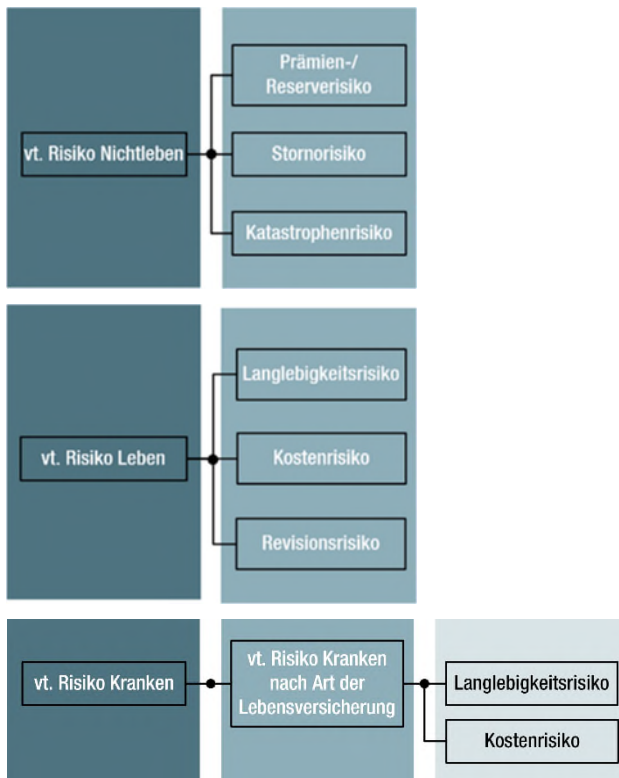 Prämien-/
Reserverisiko
vt. Risiko Nichtleben
Stornorisiko
Katastrophenrisiko
Langlebigkeitsrisiko
vt. Risiko Leben
Kostenrisiko
Revisionsrisiko
vt. Risiko Kranken
vt. Risiko Kranken
nach Art der
Lebensversicherung
Langlebigkeitsrisiko
Kostenrisiko